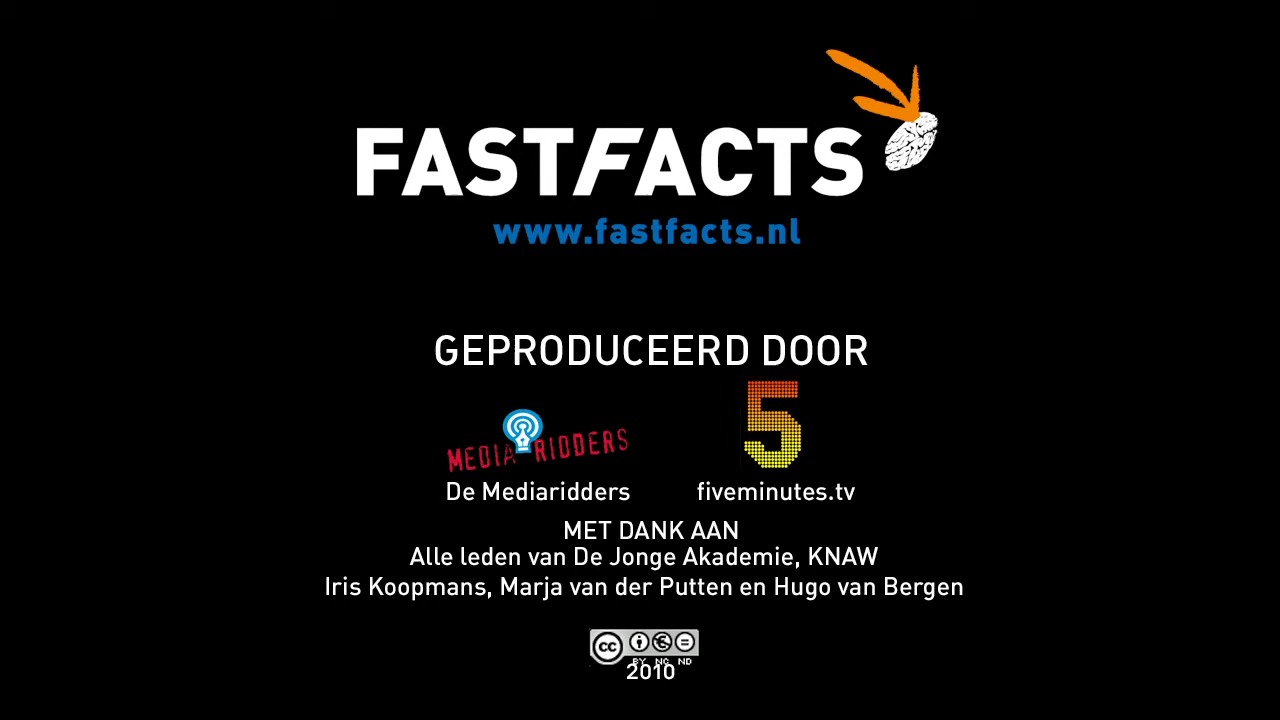 FASTFACTS
www.fastfacts.nl
GEPRODUCEERD DOOR
MEDIA RIDDERS
5
De Mediaridders
fiveminutes.tv
MET DANK AAN
Alle leden van De Jonge Akademie, KNAW
Iris Koopmans, Marja van der Putten en Hugo van Bergen
cc
BY NC ND
2010